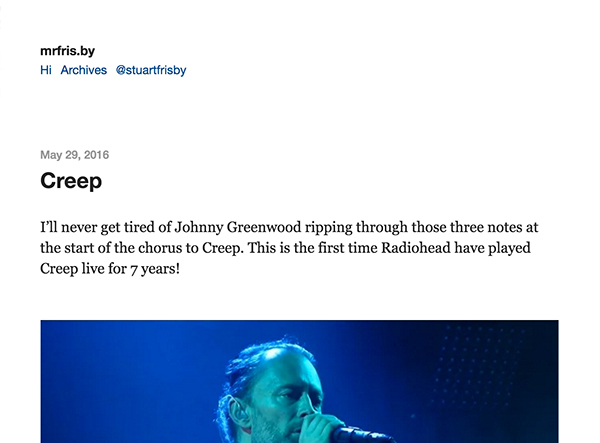 mrfris.by
Hi Archives @stuartfrisby
May 29, 2016
Creep
I’ll never get tired of Johnny Greenwood ripping through those three notes at
the start of the chorus to Creep. This is the first time Radiohead have played
Creep live for 7 years!